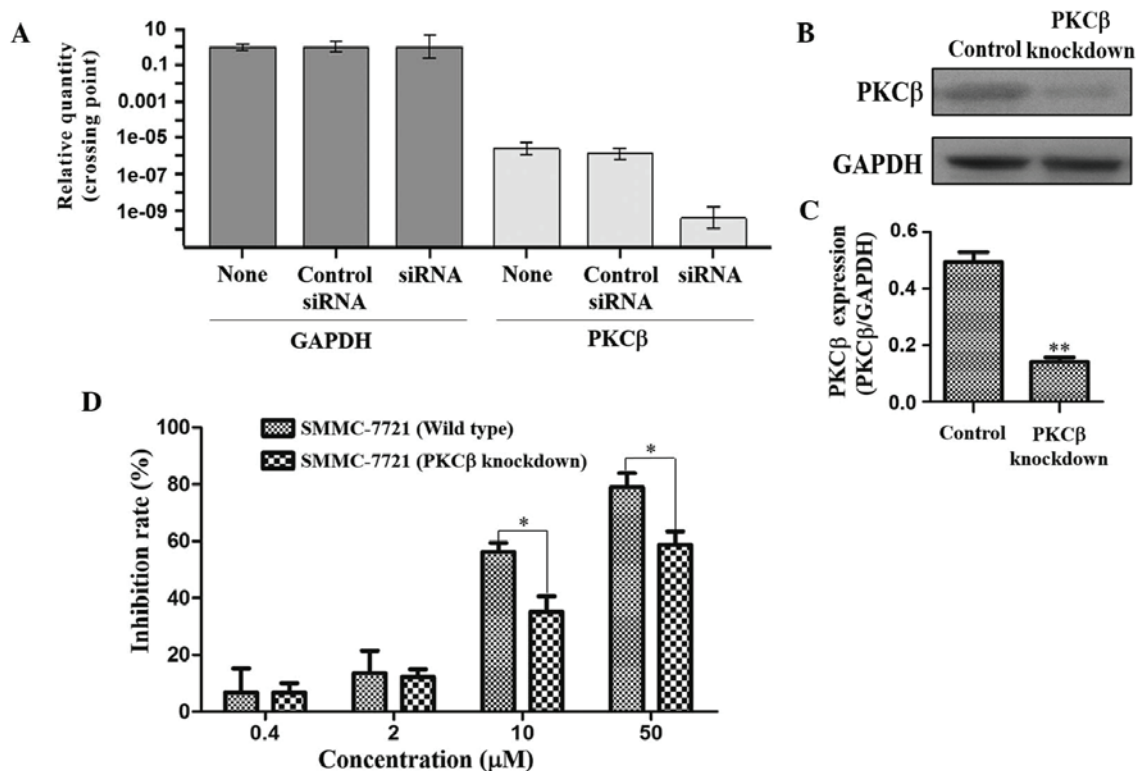 A
Relative quantity
(crossing point)
10
0.1
0.001
1e-05
1e-07
1e-09
None
Control
siRNA
siRNA
None
Control
siRNA
siRNA
GAPDH
PKCβ
B
Control
PKCβ
knockdown
PKCβ
GAPDH
C
PKCβ expression
(PKCβ/GAPDH)
0.6
0.4
0.2
0.0
**
Control
PKCβ
knockdown
D
SMMC-7721 (Wild type)
SMMC-7721 (PKCβ knockdown)
Inhibition rate (%)
100
80
60
40
20
0
*
*
0.4
2
10
50
Concentration (μM)